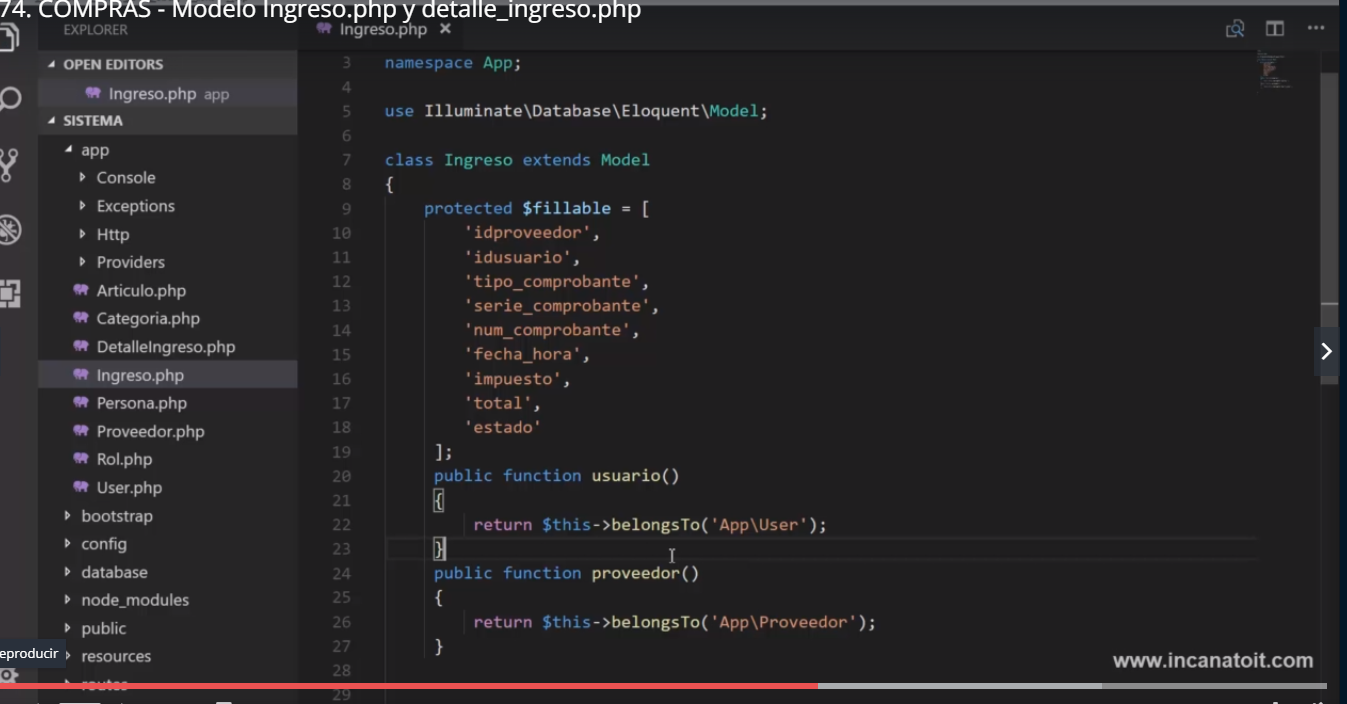 74. COMPRAS - Modelo Ingreso.php y detalle_ingreso.php
EXPLORER
OPEN EDITORS
Ingreso.php app
SISTEMA
app
Console
Exceptions
Http
Providers
Articulo.php
Categoria.php
DetalleIngreso.php
Ingreso.php
Persona.php
Proveedor.php
Rol.php
User.php
bootstrap
config
database
node_modules
public
resources
routes
eproducir
Ingreso.php
3 namespace App;
4
5 use Illuminate\Database\Eloquent\Model;
6
7 class Ingreso extends Model
8 {
9 protected $fillable = [
10 'idproveedor',
11 'idusuario',
12 'tipo_comprobante',
13 'serie_comprobante',
14 'num_comprobante',
15 'fecha_hora',
16 'impuesto',
17 'total',
18 'estado'
19 ];
20 public function usuario()
21 {
22 return $this->belongsTo('App\User');
23 }
24 public function proveedor()
25 {
26 return $this->belongsTo('App\Proveedor');
27 }
28
29
www.incanatoit.com